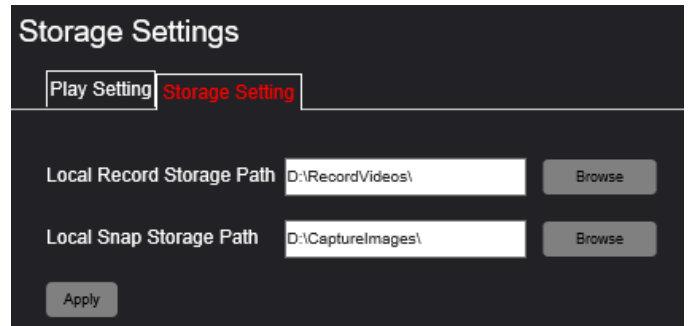 Storage Settings
Play Setting Storage Setting
Local Record Storage Path D:\RecordVideos\ Browse
Local Snap Storage Path D:\CaptureImages\ Browse
Apply